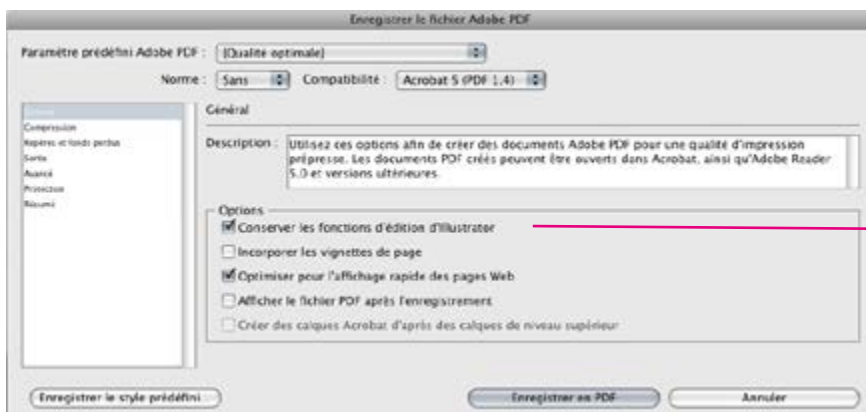 Enregistrer le fichier Adobe PDF
Paramètre prédéfini Adobe PDF : [Qualité optimale]
Norme : Sans Compatibilité : Acrobat 5 (PDF 1.4)
Général
Compression
Repères et fonds perdus
Sortie
Avancé
Protection
Résumé
Général
Description : Utilisez ces options afin de créer des documents Adobe PDF pour une qualité d'impression
prépresse. Les documents PDF créés peuvent être ouverts dans Acrobat, ainsi qu'Adobe Reader
5.0 et versions ultérieures.
Options
Conserver les fonctions d'édition d'Illustrator
Incorporer les vignettes de page
Optimiser pour l'affichage rapide des pages Web
Afficher le fichier PDF après l'enregistrement
Créer des calques Acrobat d'après des calques de niveau supérieur
Enregistrer le style prédéfini Enregistrer en PDF Annuler